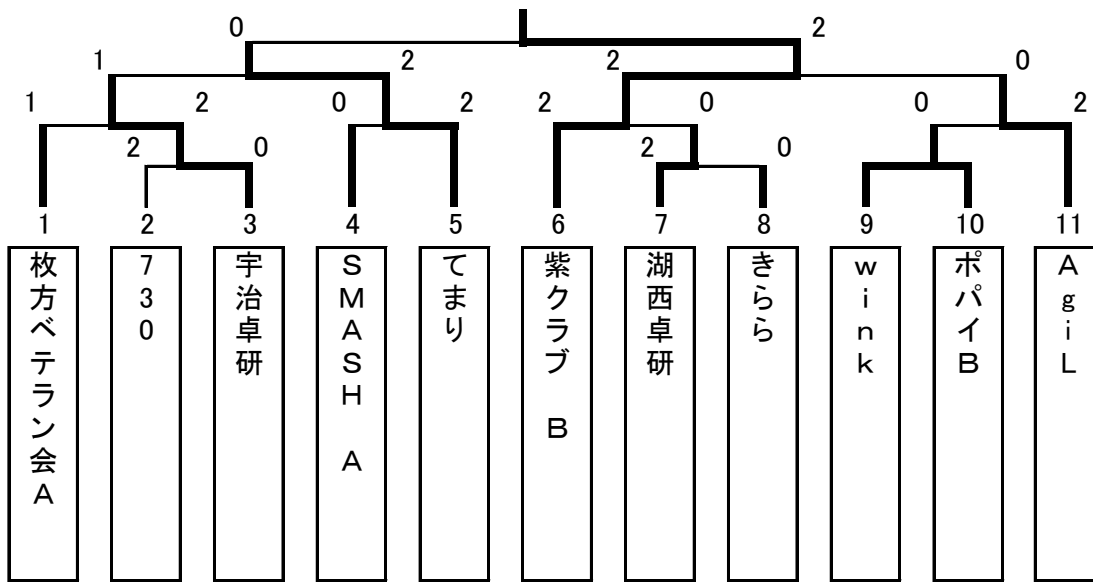 0 2
1 2 2 0
1 2 0 2 2 0 0 2
2 0 2 0
1 2 3 4 5 6 7 8 9 10 11
枚方ベテラン会A
730
宇治卓研
SMASH A
てまり
紫クラブ B
湖西卓研
きらら
wink
ポパイB
AgiL